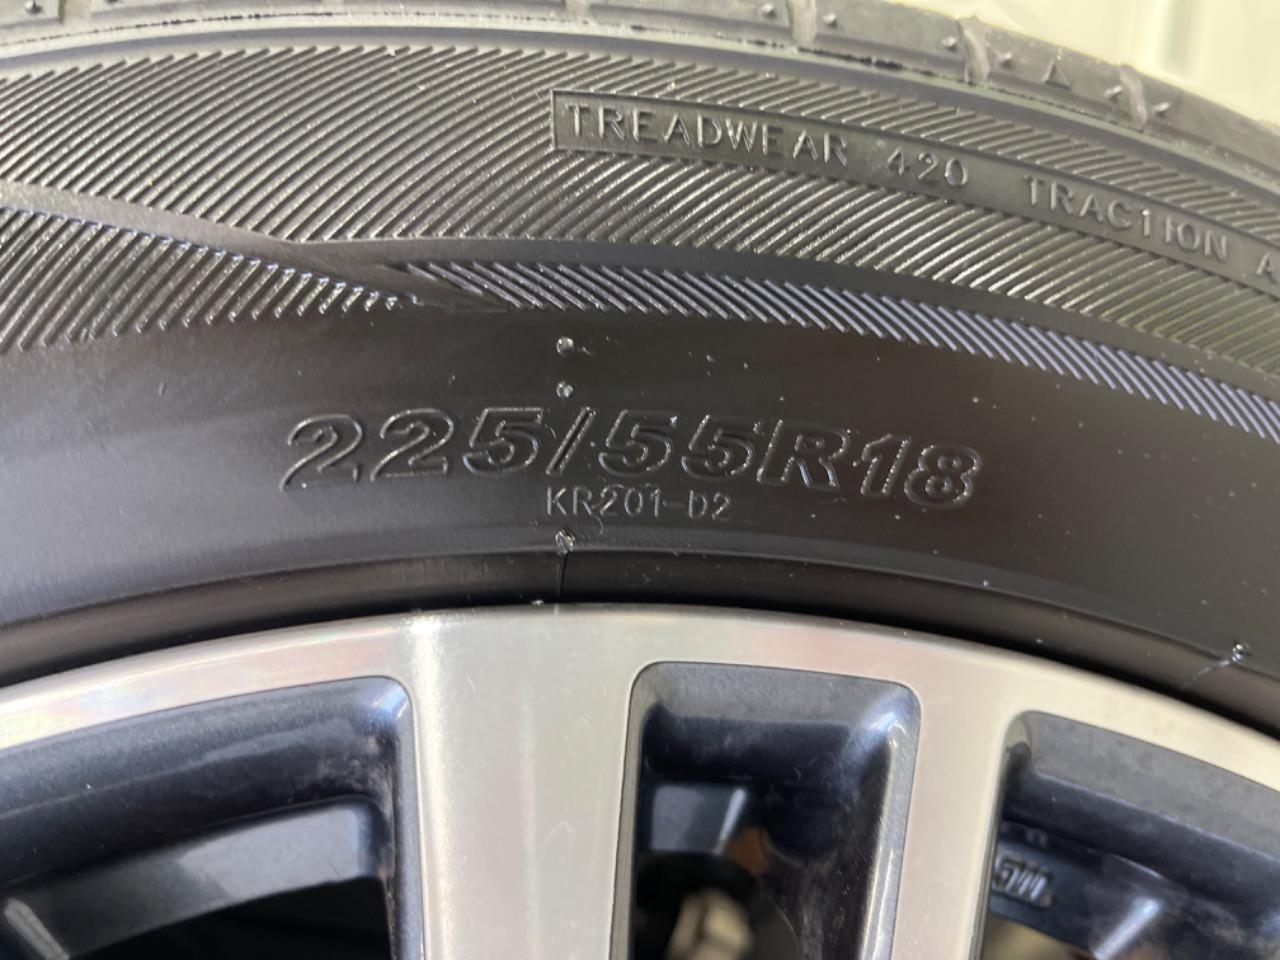 TREADWEAR 420 TRACTION A
225/55R18
KR201-D2